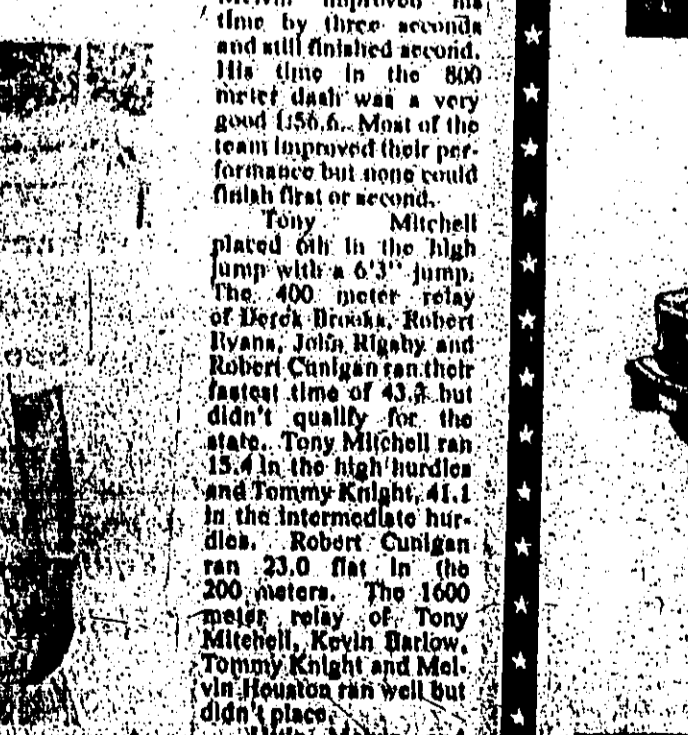 Melvin improved his
time by three seconds
and still finished second.
His time in the 800
meter dash was a very
good 1:56.6. Most of the
team improved their per-
formance but none could
finish first or second.
Tony Mitchell
placed 6th in the high
jump with a 6'3" jump.
The 400 meter relay
of Derek Brooks, Robert
Ryans, John Rigsby and
Robert Cunigan ran their
fastest time of 43.3 but
didn't qualify for the
state. Tony Mitchell ran
15.4 in the high hurdles
and Tommy Knight, 41.1
in the intermediate hur-
dles. Robert Cunigan
ran 23.0 flat in the
200 meters. The 1600
meter relay of Tony
Mitchell, Kevin Barlow,
Tommy Knight and Mel-
vin Houston ran well but
didn't place.